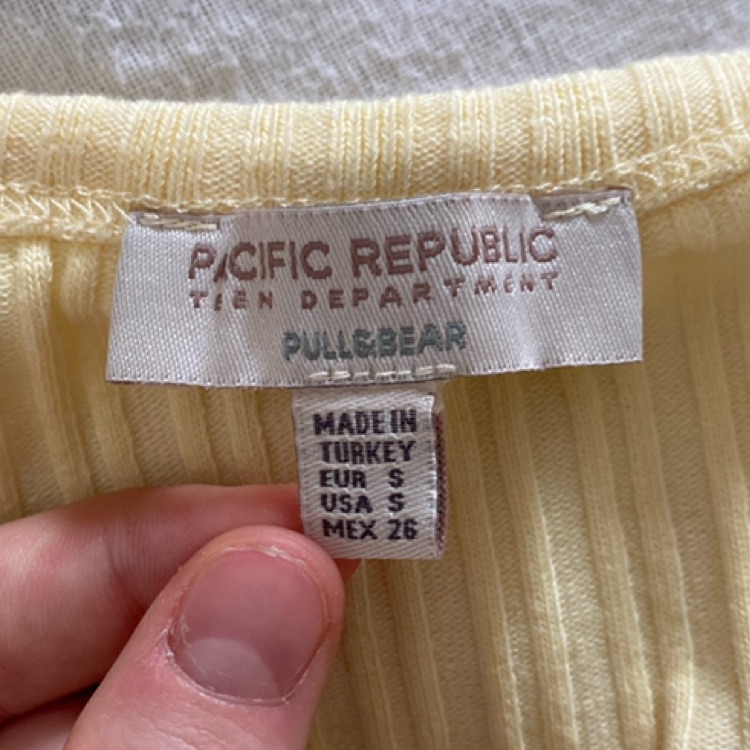 PACIFIC REPUBLIC
TEEN DEPARTMENT
PULL&BEAR
MADE IN
TURKEY
EUR S
USA S
MEX 26